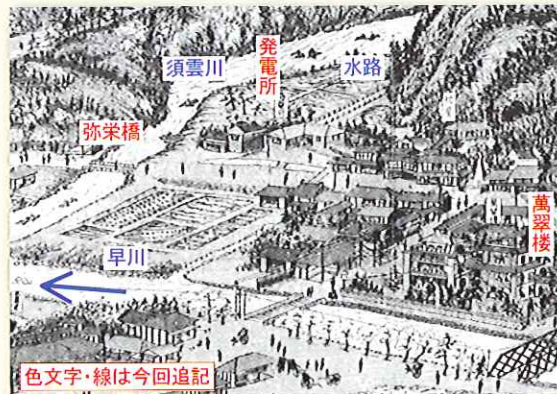 須雲川
発電所
水路
弥栄橋
萬翠楼
早川
色文字・線は今回追記